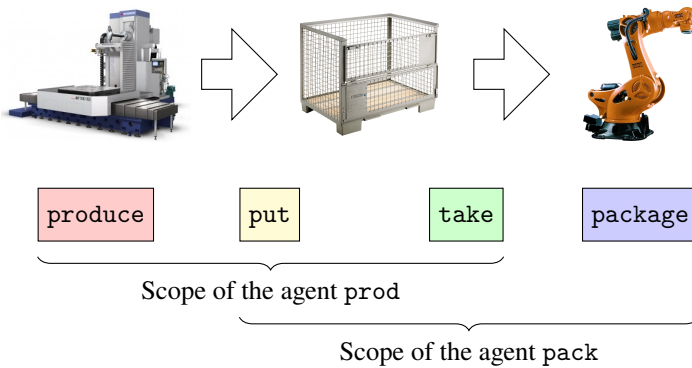 produce put take package
Scope of the agent prod
Scope of the agent pack